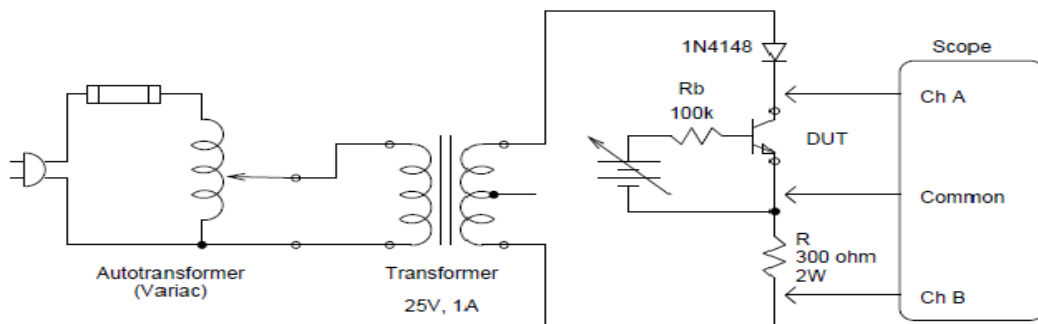 1N4148
Scope
Rb
100k
Ch A
DUT
Common
R
300 ohm
2W
Autotransformer
(Variac)
Transformer
25V, 1A
Ch B